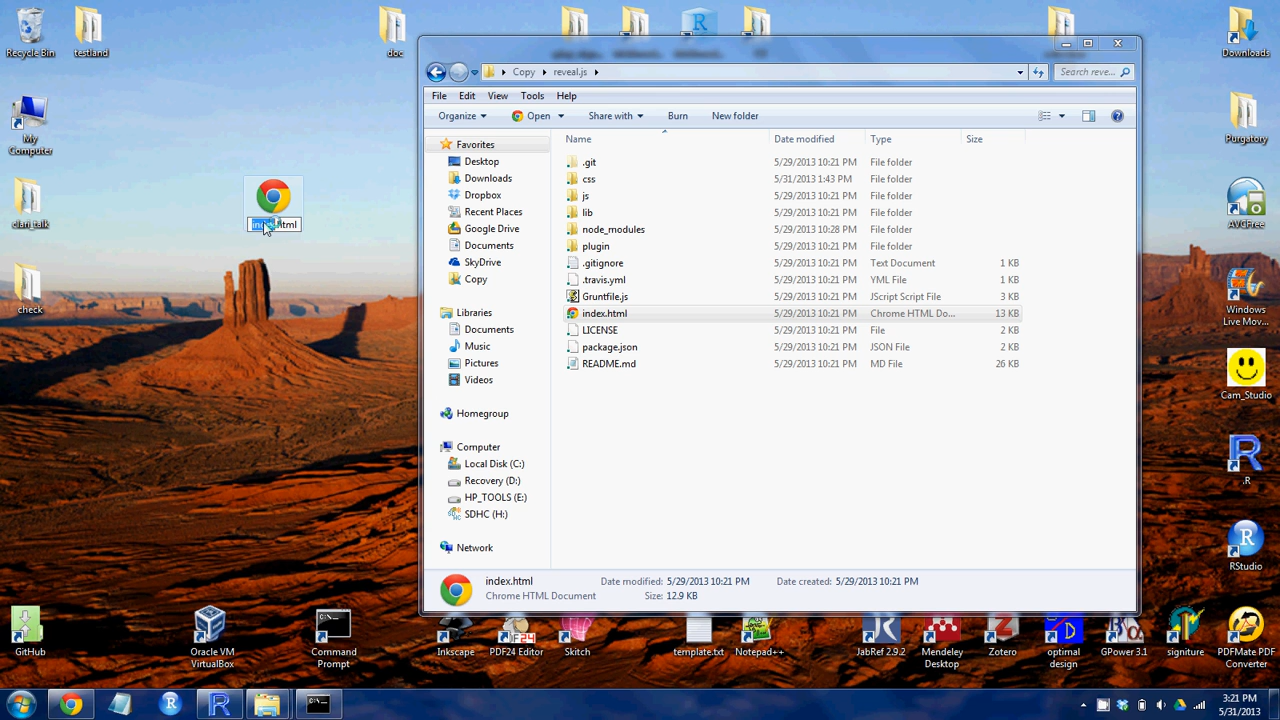 Recycle Bin
testland
doc
My Computer
clari_talk
check
index.html
Copy
reveal.js
Search reve...
File Edit View Tools Help
Organize Open Share with Burn New folder
Name Date modified Type Size
Favorites
Desktop
Downloads
Dropbox
Recent Places
Google Drive
Documents
SkyDrive
Copy
Libraries
Documents
Music
Pictures
Videos
Homegroup
Computer
Local Disk (C:)
Recovery (D:)
HP_TOOLS (E:)
SDHC (H:)
Network
.git 5/29/2013 10:21 PM File folder
css 5/31/2013 1:43 PM File folder
js 5/29/2013 10:21 PM File folder
lib 5/29/2013 10:21 PM File folder
node_modules 5/29/2013 10:28 PM File folder
plugin 5/29/2013 10:21 PM File folder
.gitignore 5/29/2013 10:21 PM Text Document 1 KB
.travis.yml 5/29/2013 10:21 PM YML File 1 KB
Gruntfile.js 5/29/2013 10:21 PM JScript Script File 3 KB
index.html 5/29/2013 10:21 PM Chrome HTML Do... 13 KB
LICENSE 5/29/2013 10:21 PM File 2 KB
package.json 5/29/2013 10:21 PM JSON File 2 KB
README.md 5/29/2013 10:21 PM MD File 26 KB
index.html Date modified: 5/29/2013 10:21 PM Date created: 5/29/2013 10:21 PM
Chrome HTML Document Size: 12.9 KB
Downloads
Purgatory
AVGFree
Windows
Live Mov...
Cam_Studio
.R
RStudio
GitHub
Oracle VM
VirtualBox
Command
Prompt
Inkscape
PDF24 Editor
Skitch
template.txt
Notepad++
JabRef 2.9.2
Mendeley
Desktop
Zotero
optimal
design
GPower 3.1
signiture
PDFMate PDF
Converter
3:21 PM
5/31/2013